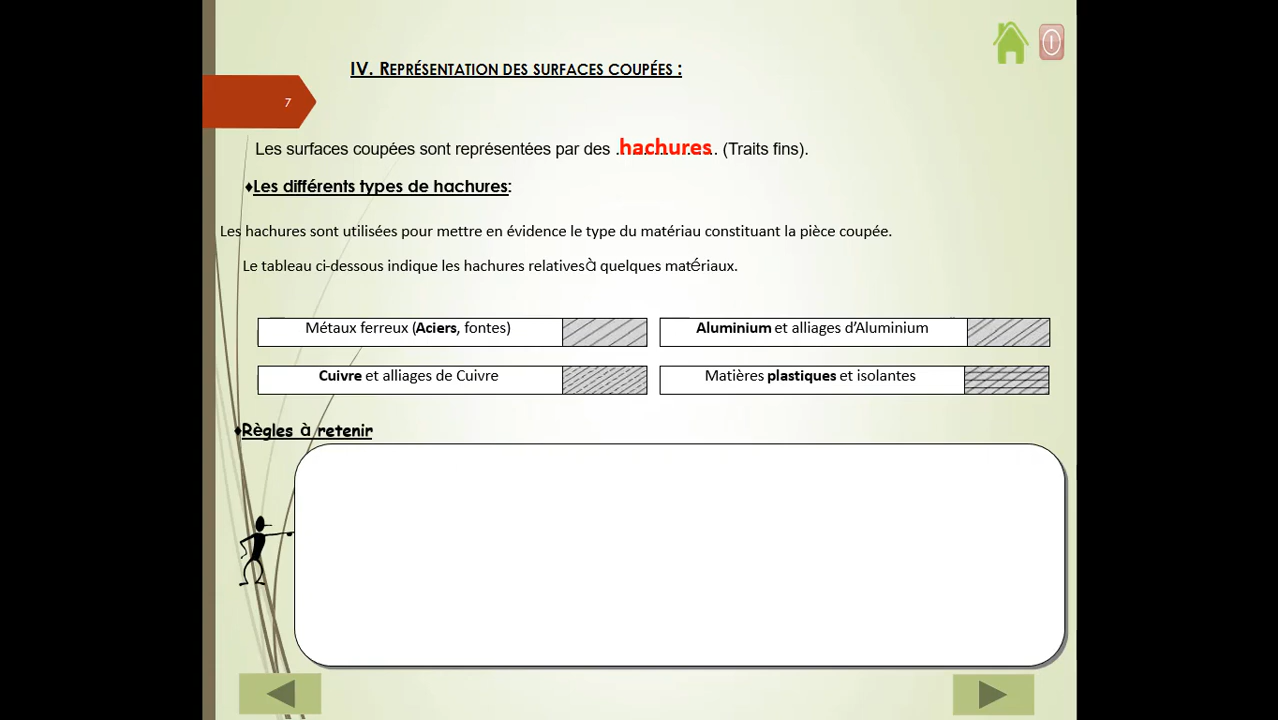 IV. REPRÉSENTATION DES SURFACES COUPÉES :
7
Les surfaces coupées sont représentées par des .hachures. (Traits fins).
♦Les différents types de hachures:
Les hachures sont utilisées pour mettre en évidence le type du matériau constituant la pièce coupée.
Le tableau ci-dessous indique les hachures relativesà quelques matériaux.
Métaux ferreux (Aciers, fontes)
Aluminium et alliages d’Aluminium
Cuivre et alliages de Cuivre
Matières plastiques et isolantes
♦Règles à retenir